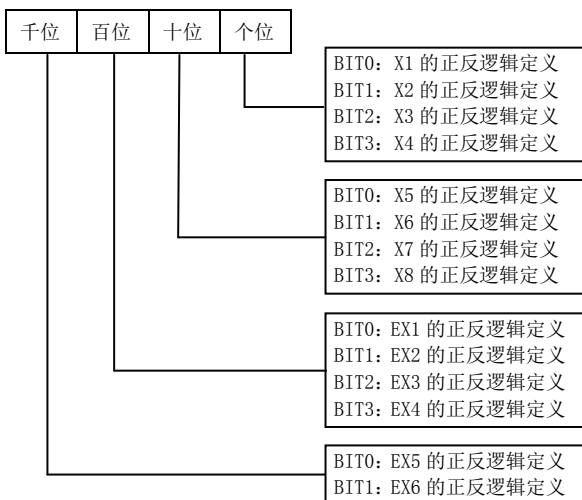 千位 百位 十位 个位
BIT0: X1 的正反逻辑定义
BIT1: X2 的正反逻辑定义
BIT2: X3 的正反逻辑定义
BIT3: X4 的正反逻辑定义
BIT0: X5 的正反逻辑定义
BIT1: X6 的正反逻辑定义
BIT2: X7 的正反逻辑定义
BIT3: X8 的正反逻辑定义
BIT0: EX1 的正反逻辑定义
BIT1: EX2 的正反逻辑定义
BIT2: EX3 的正反逻辑定义
BIT3: EX4 的正反逻辑定义
BIT0: EX5 的正反逻辑定义
BIT1: EX6 的正反逻辑定义